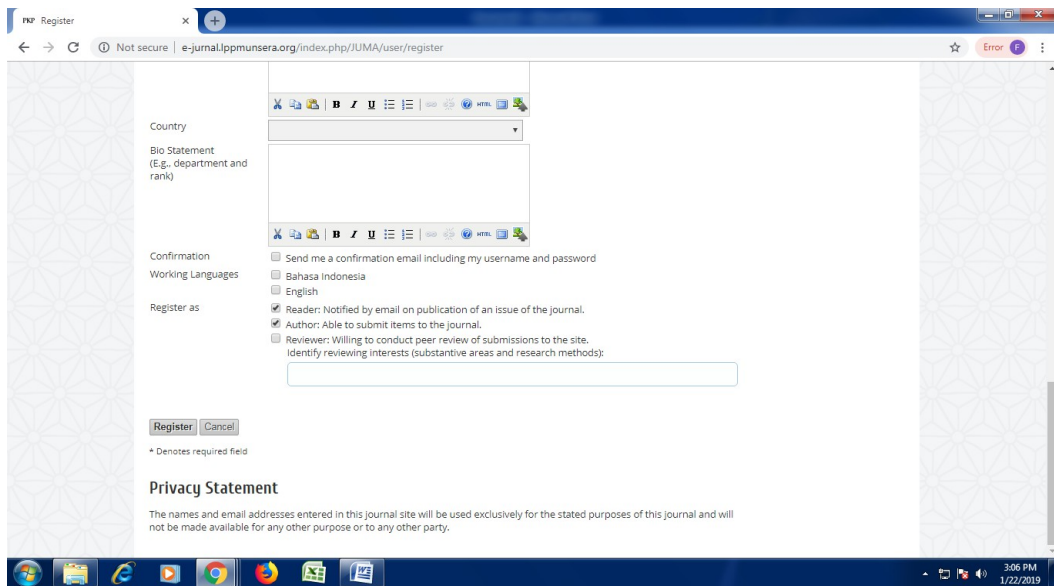 PKP Register
Not secure | e-jurnal.lppmunsera.org/index.php/JUMA/user/register
Error F
B I U HTML
Country
Bio Statement
(E.g., department and
rank)
B I U HTML
Confirmation
Send me a confirmation email including my username and password
Working Languages
Bahasa Indonesia
English
Register as
Reader: Notified by email on publication of an issue of the journal.
Author: Able to submit items to the journal.
Reviewer: Willing to conduct peer review of submissions to the site.
Identify reviewing interests (substantive areas and research methods):
Register Cancel
* Denotes required field
Privacy Statement
The names and email addresses entered in this journal site will be used exclusively for the stated purposes of this journal and will
not be made available for any other purpose or to any other party.
3:06 PM
1/22/2019